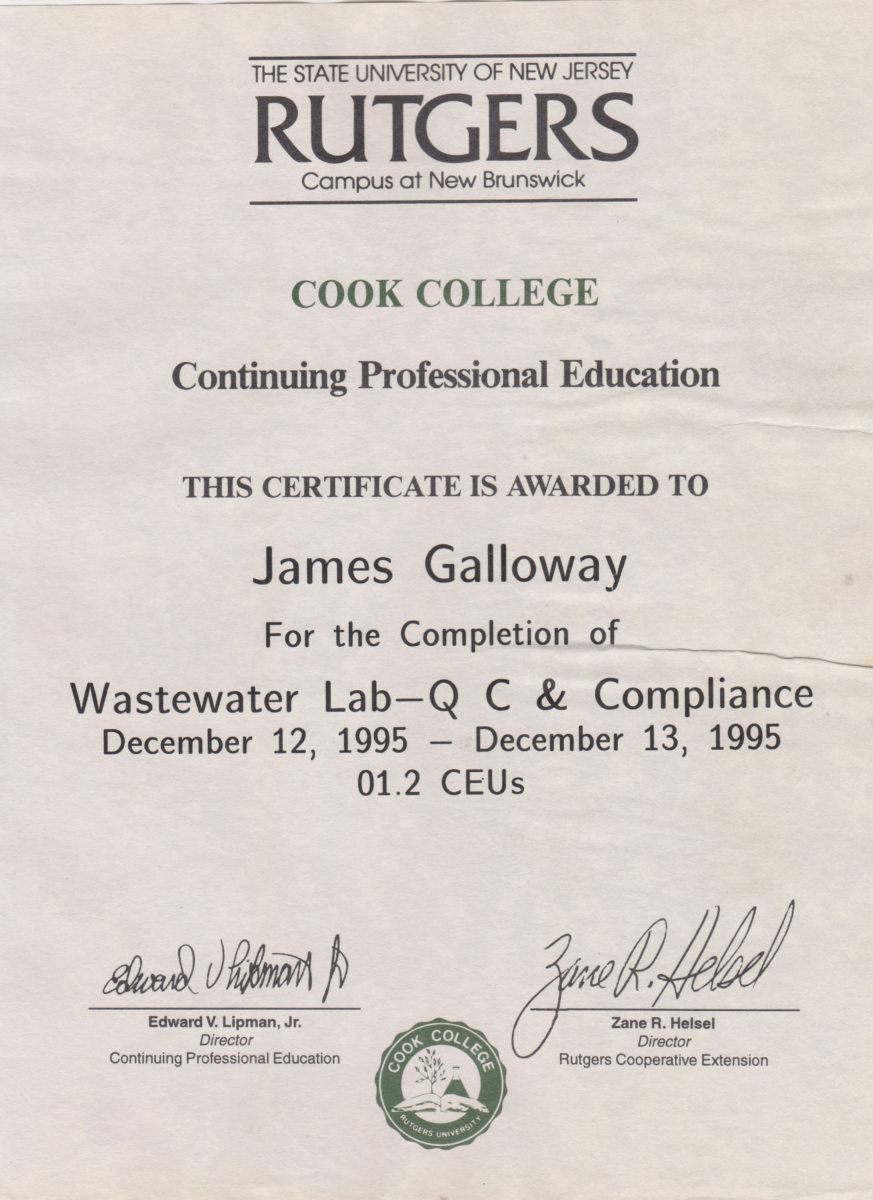 THE STATE UNIVERSITY OF NEW JERSEY
RUTGERS
Campus at New Brunswick
COOK COLLEGE
Continuing Professional Education
THIS CERTIFICATE IS AWARDED TO
James Galloway
For the Completion of
Wastewater Lab—Q C & Compliance
December 12, 1995 — December 13, 1995
01.2 CEUs
Edward V Lipman Jr
Zane R. Helsel
Edward V. Lipman, Jr.
Director
Continuing Professional Education
Zane R. Helsel
Director
Rutgers Cooperative Extension
COOK COLLEGE
RUTGERS UNIVERSITY